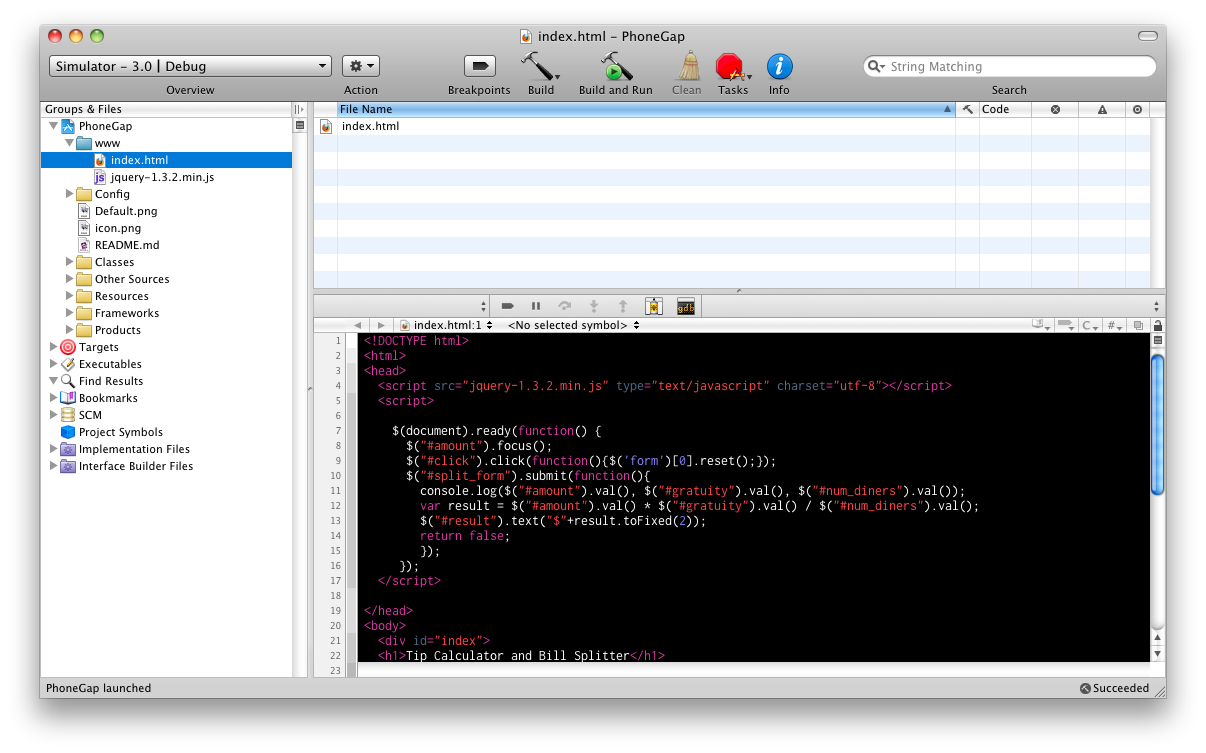 index.html – PhoneGap
Simulator – 3.0 | Debug
String Matching
Overview
Action
Breakpoints
Build
Build and Run
Clean
Tasks
Info
Search
Groups & Files
PhoneGap
www
index.html
jquery-1.3.2.min.js
Config
Default.png
icon.png
README.md
Classes
Other Sources
Resources
Frameworks
Products
Targets
Executables
Find Results
Bookmarks
SCM
Project Symbols
Implementation Files
Interface Builder Files
File Name
Code
index.html
gdb
index.html:1
<No selected symbol>
C
#
1 <!DOCTYPE html>
2 <html>
3 <head>
4 <script src="jquery-1.3.2.min.js" type="text/javascript" charset="utf-8"></script>
5 <script>
6
7 $(document).ready(function() {
8 $("#amount").focus();
9 $("#click").click(function(){$('form')[0].reset();});
10 $("#split_form").submit(function(){
11 console.log($("#amount").val(), $("#gratuity").val(), $("#num_diners").val());
12 var result = $("#amount").val() * $("#gratuity").val() / $("#num_diners").val();
13 $("#result").text("$"+result.toFixed(2));
14 return false;
15 });
16 });
17 </script>
18
19 </head>
20 <body>
21 <div id="index">
22 <h1>Tip Calculator and Bill Splitter</h1>
23
PhoneGap launched
Succeeded